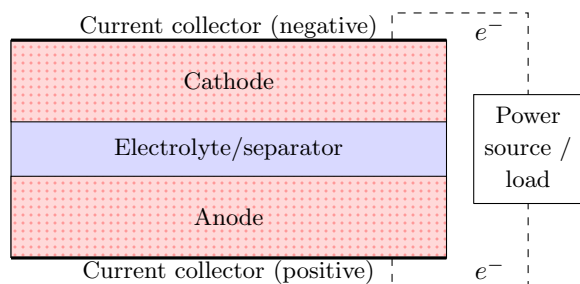 Current collector (negative)
e⁻
Cathode
Electrolyte/separator
Anode
Power
source /
load
Current collector (positive)
e⁻